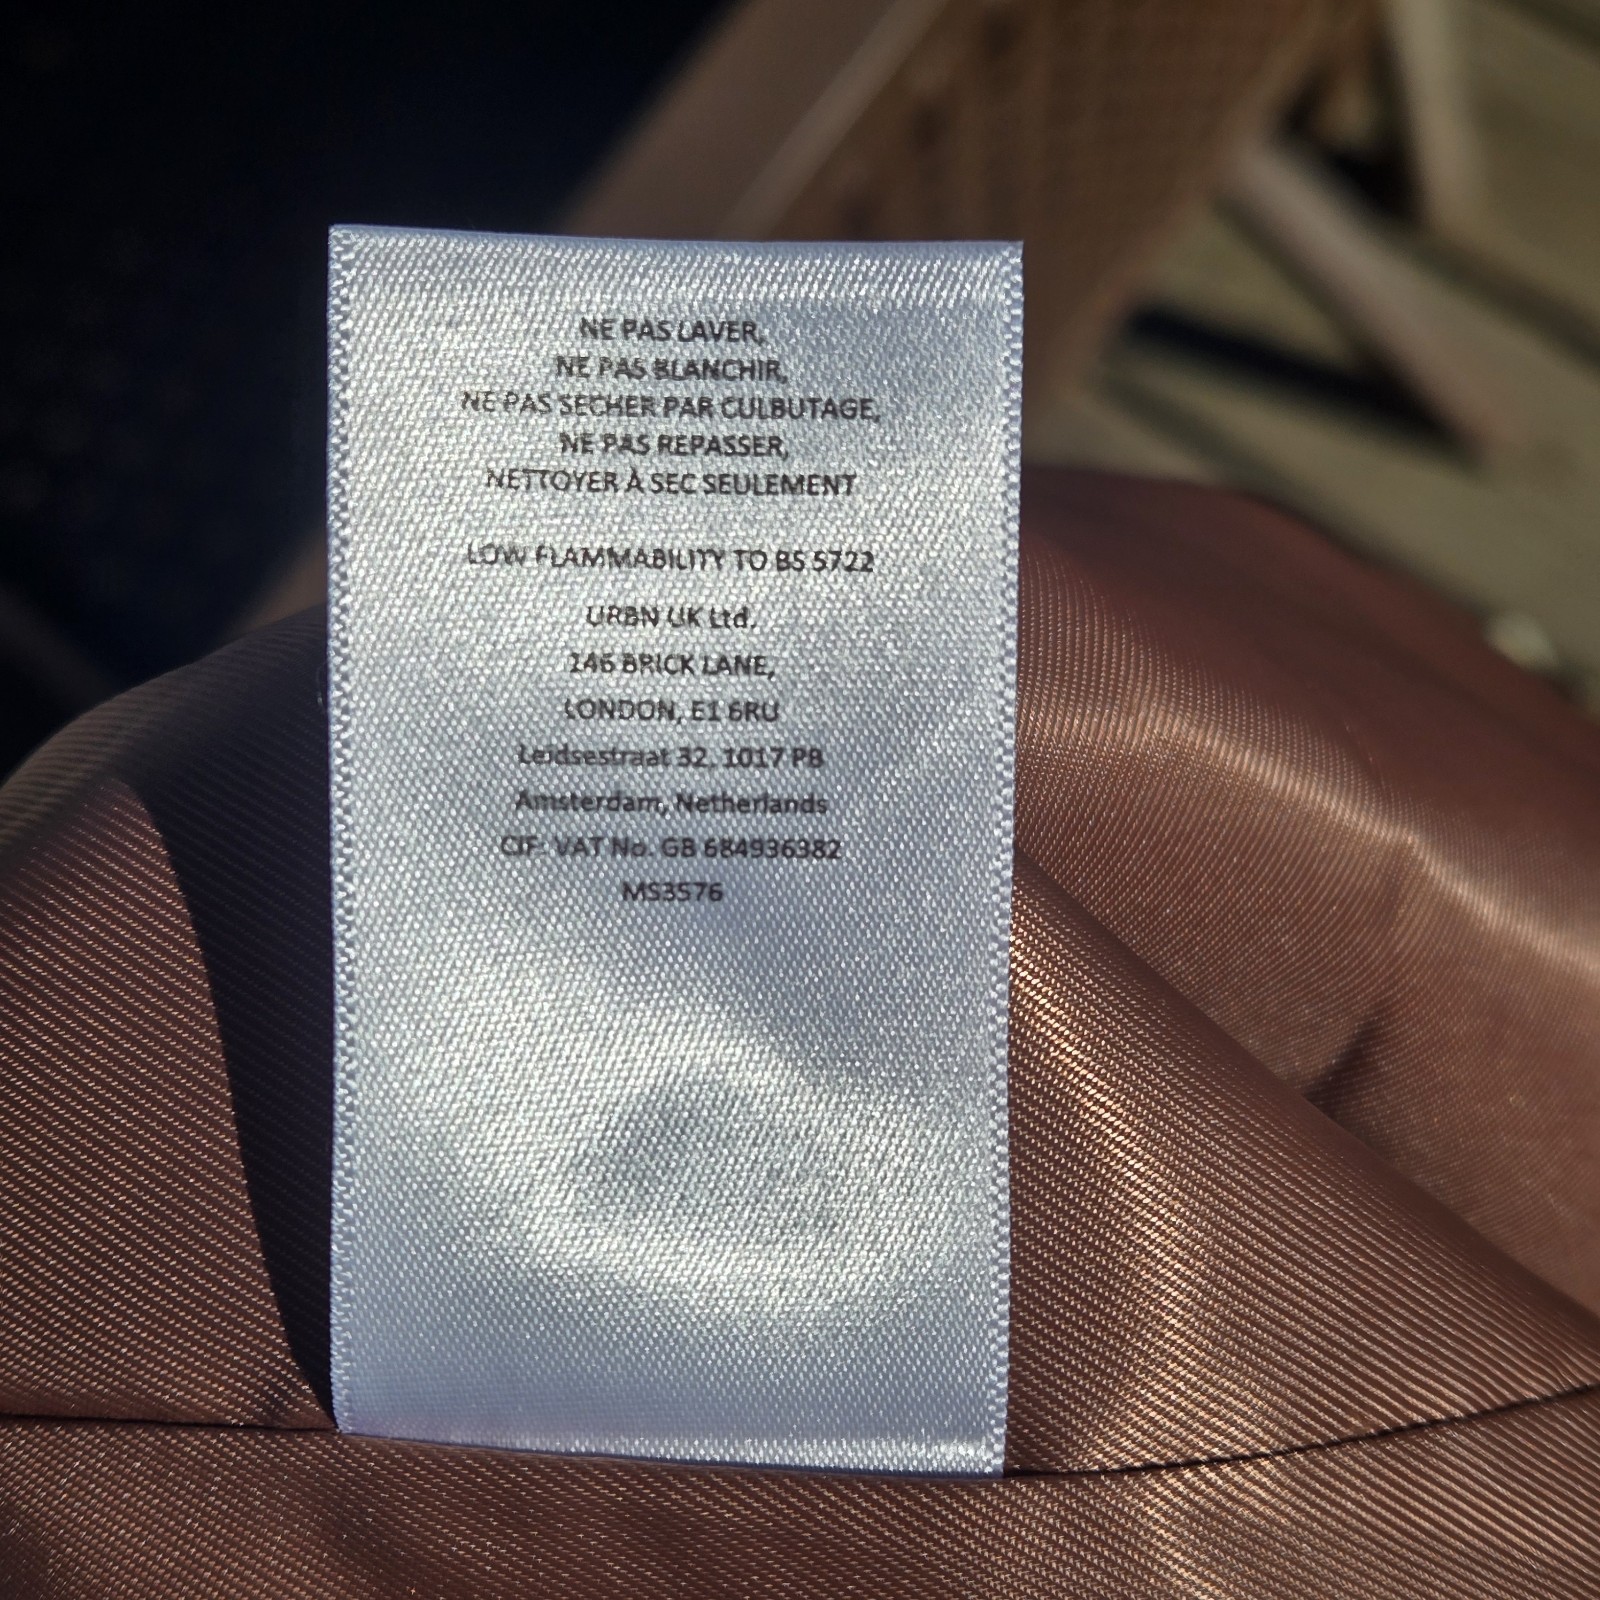 NE PAS LAVER,
NE PAS BLANCHIR,
NE PAS SECHER PAR CULBUTAGE,
NE PAS REPASSER,
NETTOYER À SEC SEULEMENT
LOW FLAMMABILITY TO BS 5722
URBN UK Ltd.
146 BRICK LANE,
LONDON, E1 6RU
Leidsestraat 32, 1017 PB
Amsterdam, Netherlands
CIF: VAT No. GB 684936382
MS3576